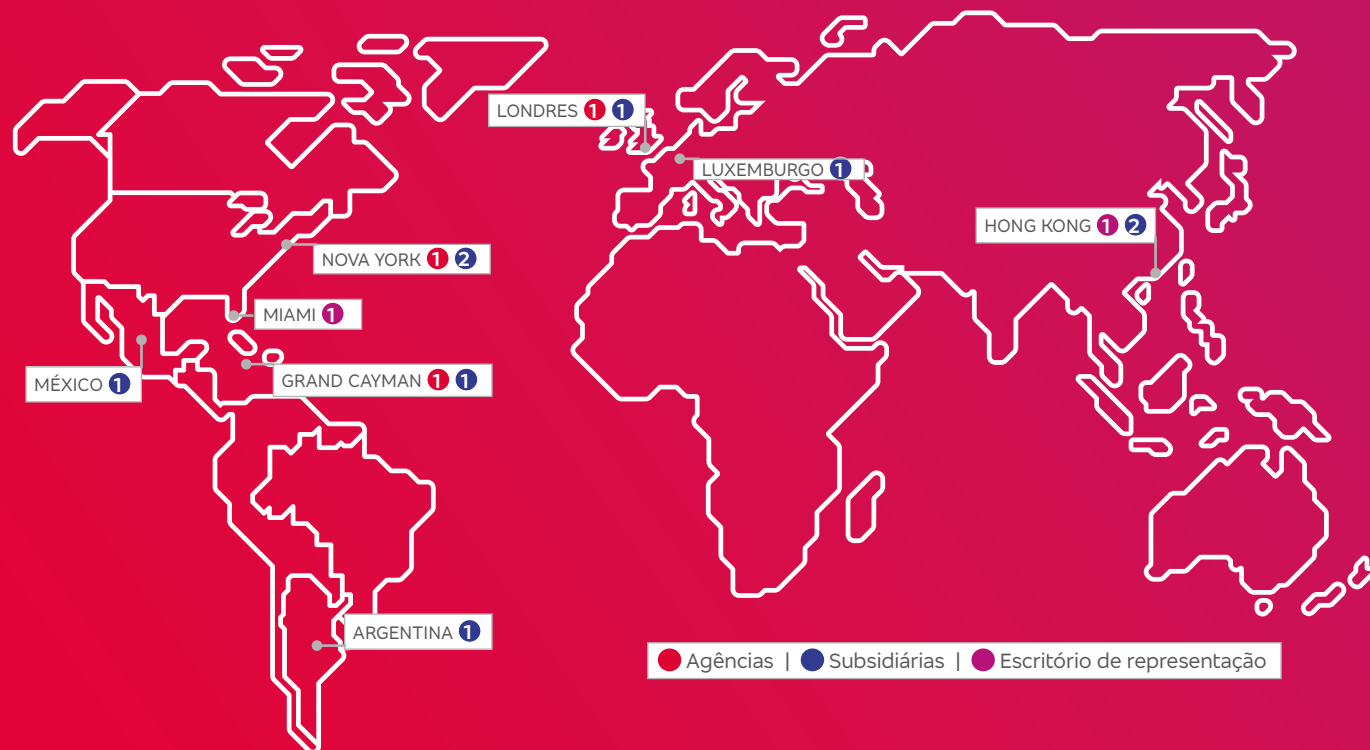 LONDRES 1 1
LUXEMBURGO 1
HONG KONG 1 2
NOVA YORK 1 2
MIAMI 1
MÉXICO 1
GRAND CAYMAN 1 1
ARGENTINA 1
Agências | Subsidiárias | Escritório de representação